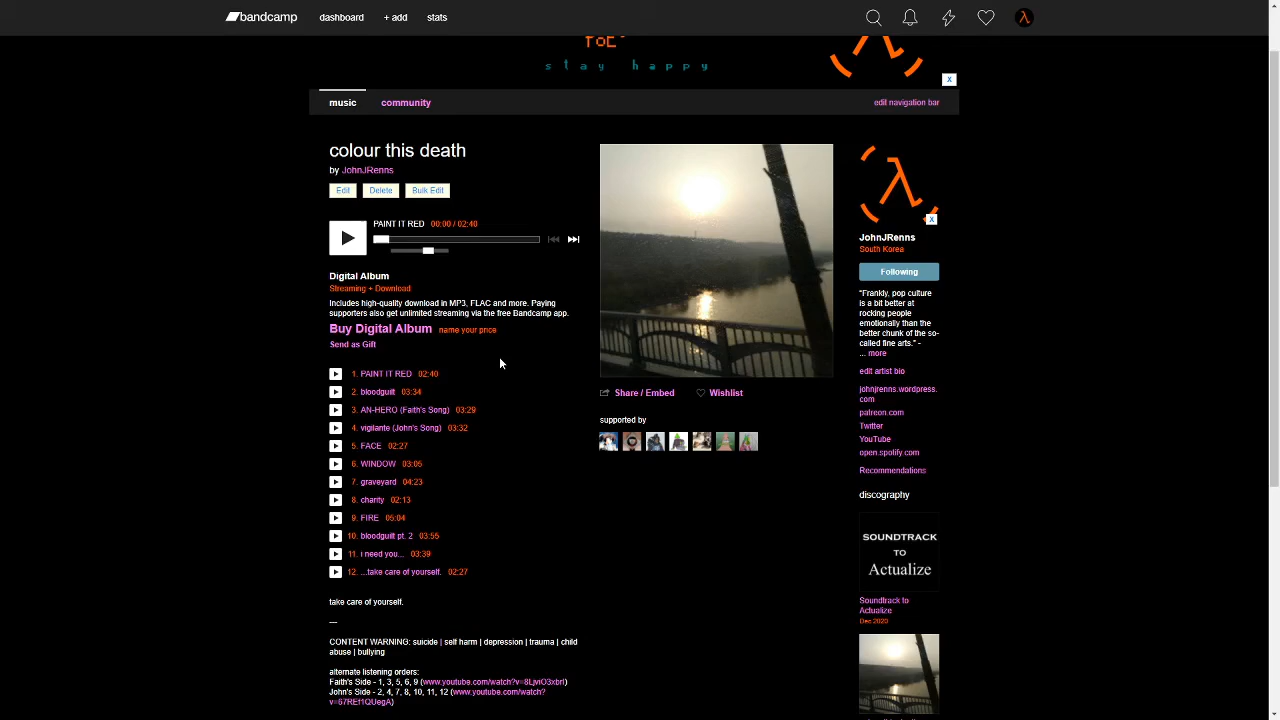 bandcamp dashboard + add stats
stay happy
X
music community edit navigation bar
colour this death
by JohnJRenns
Edit Delete Bulk Edit
PAINT IT RED 00:00 / 02:40
Digital Album
Streaming + Download
Includes high-quality download in MP3, FLAC and more. Paying
supporters also get unlimited streaming via the free Bandcamp app.
Buy Digital Album name your price
Send as Gift
1. PAINT IT RED 02:40
2. bloodguilt 03:34
3. AN-HERO (Faith's Song) 03:29
4. vigilante (John's Song) 03:32
5. FACE 02:27
6. WINDOW 03:05
7. graveyard 04:23
8. charity 02:13
9. FIRE 05:04
10. bloodguilt pt. 2 03:55
11. i need you... 03:39
12. ...take care of yourself. 02:27
take care of yourself.
—
CONTENT WARNING: suicide | self harm | depression | trauma | child
abuse | bullying
alternate listening orders:
Faith's Side - 1, 3, 5, 6, 9 (www.youtube.com/watch?v=8LjviO3xbrI)
John's Side - 2, 4, 7, 8, 10, 11, 12 (www.youtube.com/watch?
v=67REf1QUegA)
Share / Embed Wishlist
supported by
λ
X
JohnJRenns
South Korea
Following
"Frankly, pop culture
is a bit better at
rocking people
emotionally than the
better chunk of the so-
called fine arts." -
... more
edit artist bio
johnjrenns.wordpress.
com
patreon.com
Twitter
YouTube
open.spotify.com
Recommendations
discography
SOUNDTRACK
TO
Actualize
Soundtrack to
Actualize
Dec 2020